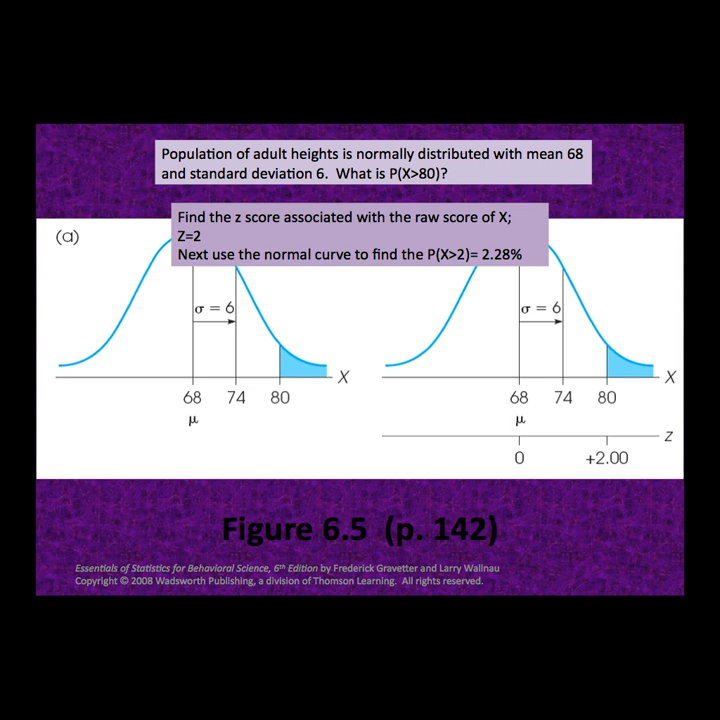 Population of adult heights is normally distributed with mean 68
and standard deviation 6.  What is P(X>80)?
Find the z score associated with the raw score of X;
Z=2
Next use the normal curve to find the P(X>2)= 2.28%
(a)
σ = 6
X
68 74 80
μ
σ = 6
X
68 74 80
μ
Z
0 +2.00
Figure 6.5  (p. 142)
Essentials of Statistics for Behavioral Science, 6th Edition by Frederick Gravetter and Larry Wallnau
Copyright © 2008 Wadsworth Publishing, a division of Thomson Learning.  All rights reserved.